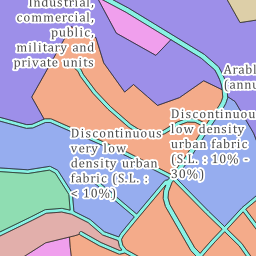 Industrial,
commercial,
public,
military and
private units
Arabl
(annu
Discontinuous
very low
density urban
fabric (S.L. :
< 10%)
Discontinuous
low density
urban fabric
(S.L. : 10% -
30%)